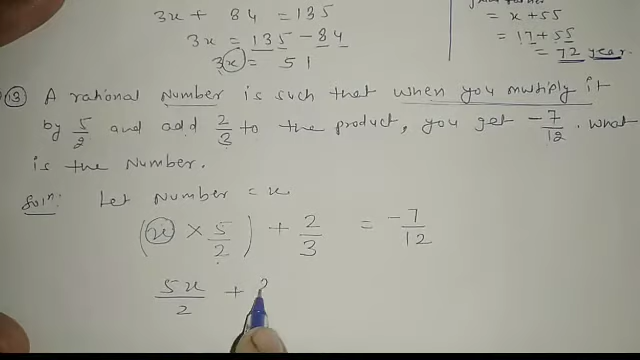 3x + 84 = 135
3x = 135 - 84
3x = 51
= x + 55
= 17 + 55
= 72 year.
13 A rational Number is such that when you multiply it
by 5/2 and add 2/3 to the product, you get -7/12. what
is the Number.
Soln: Let Number = x
(x × 5/2) + 2/3 = -7/12
5x/2 +